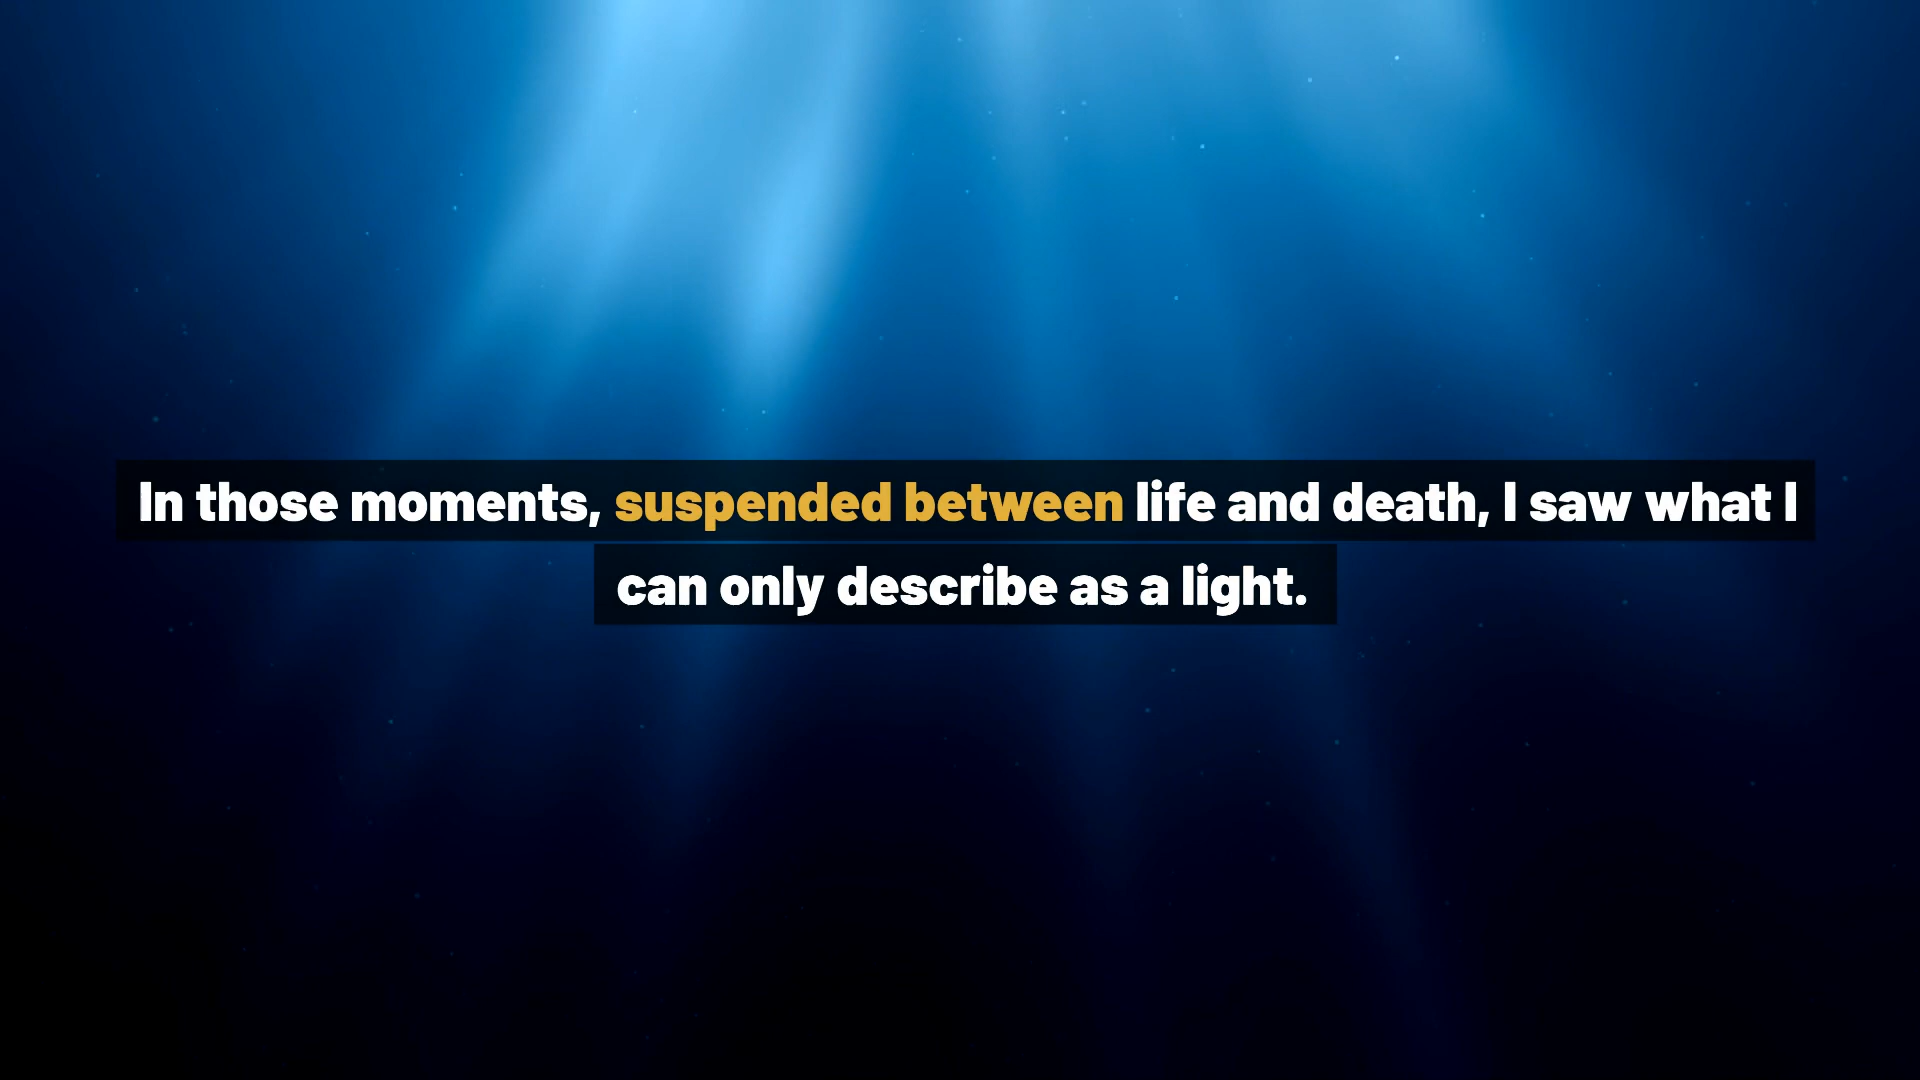 In those moments, suspended between life and death, I saw what I
can only describe as a light.